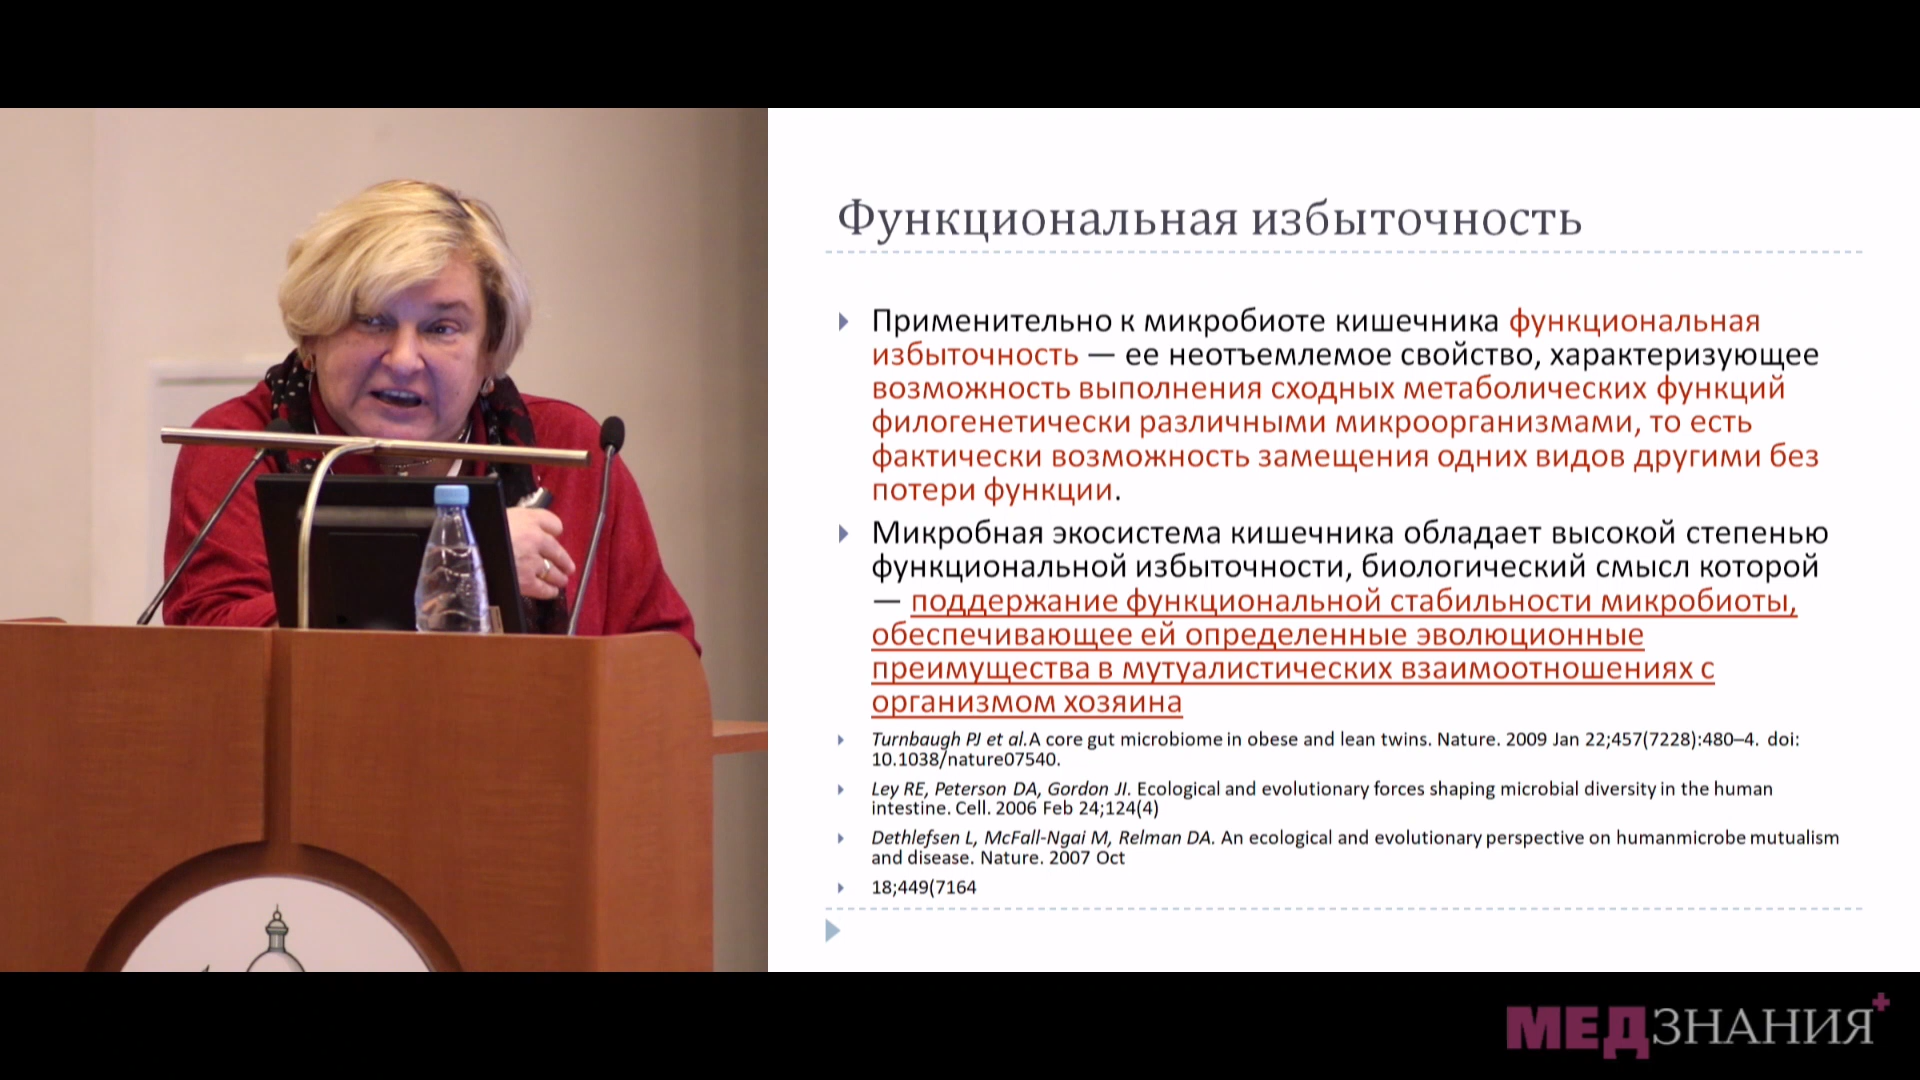 Функциональная избыточность
Применительно к микробиоте кишечника функциональная
избыточность — ее неотъемлемое свойство, характеризующее
возможность выполнения сходных метаболических функций
филогенетически различными микроорганизмами, то есть
фактически возможность замещения одних видов другими без
потери функции.
Микробная экосистема кишечника обладает высокой степенью
функциональной избыточности, биологический смысл которой
— поддержание функциональной стабильности микробиоты,
обеспечивающее ей определенные эволюционные
преимущества в мутуалистических взаимоотношениях с
организмом хозяина
Turnbaugh PJ et al.A core gut microbiome in obese and lean twins. Nature. 2009 Jan 22;457(7228):480–4. doi:
10.1038/nature07540.
Ley RE, Peterson DA, Gordon JI. Ecological and evolutionary forces shaping microbial diversity in the human
intestine. Cell. 2006 Feb 24;124(4)
Dethlefsen L, McFall-Ngai M, Relman DA. An ecological and evolutionary perspective on humanmicrobe mutualism
and disease. Nature. 2007 Oct
18;449(7164
МЕДЗНАНИЯ+